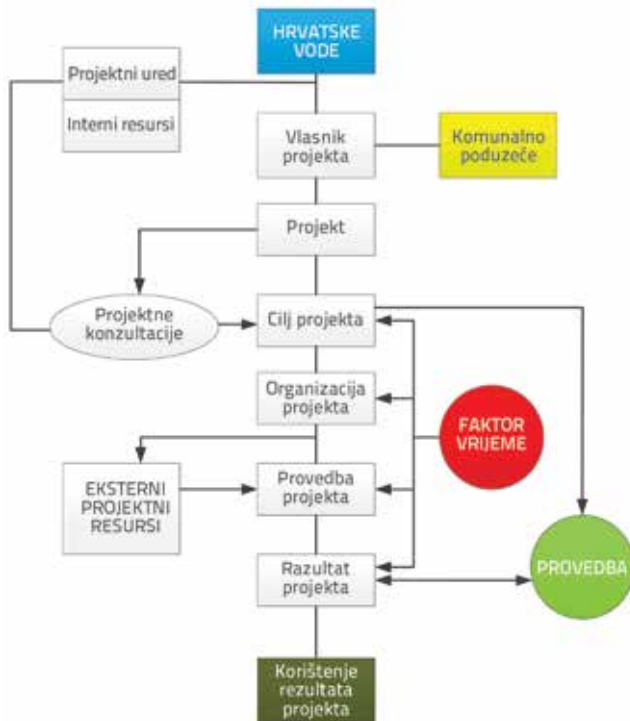 HRVATSKE
VODE
Projektni ured
Interni resursi
Vlasnik
projekta
Komunalno
poduzeče
Projekt
Projektne
konzultacije
Cilj projekta
Organizacija
projekta
FAKTOR
VRIJEME
EKSTERNI
PROJEKTNI
RESURSI
Provedba
projekta
Razultat
projekta
PROVEDBA
Korištenje
rezultata
projekta